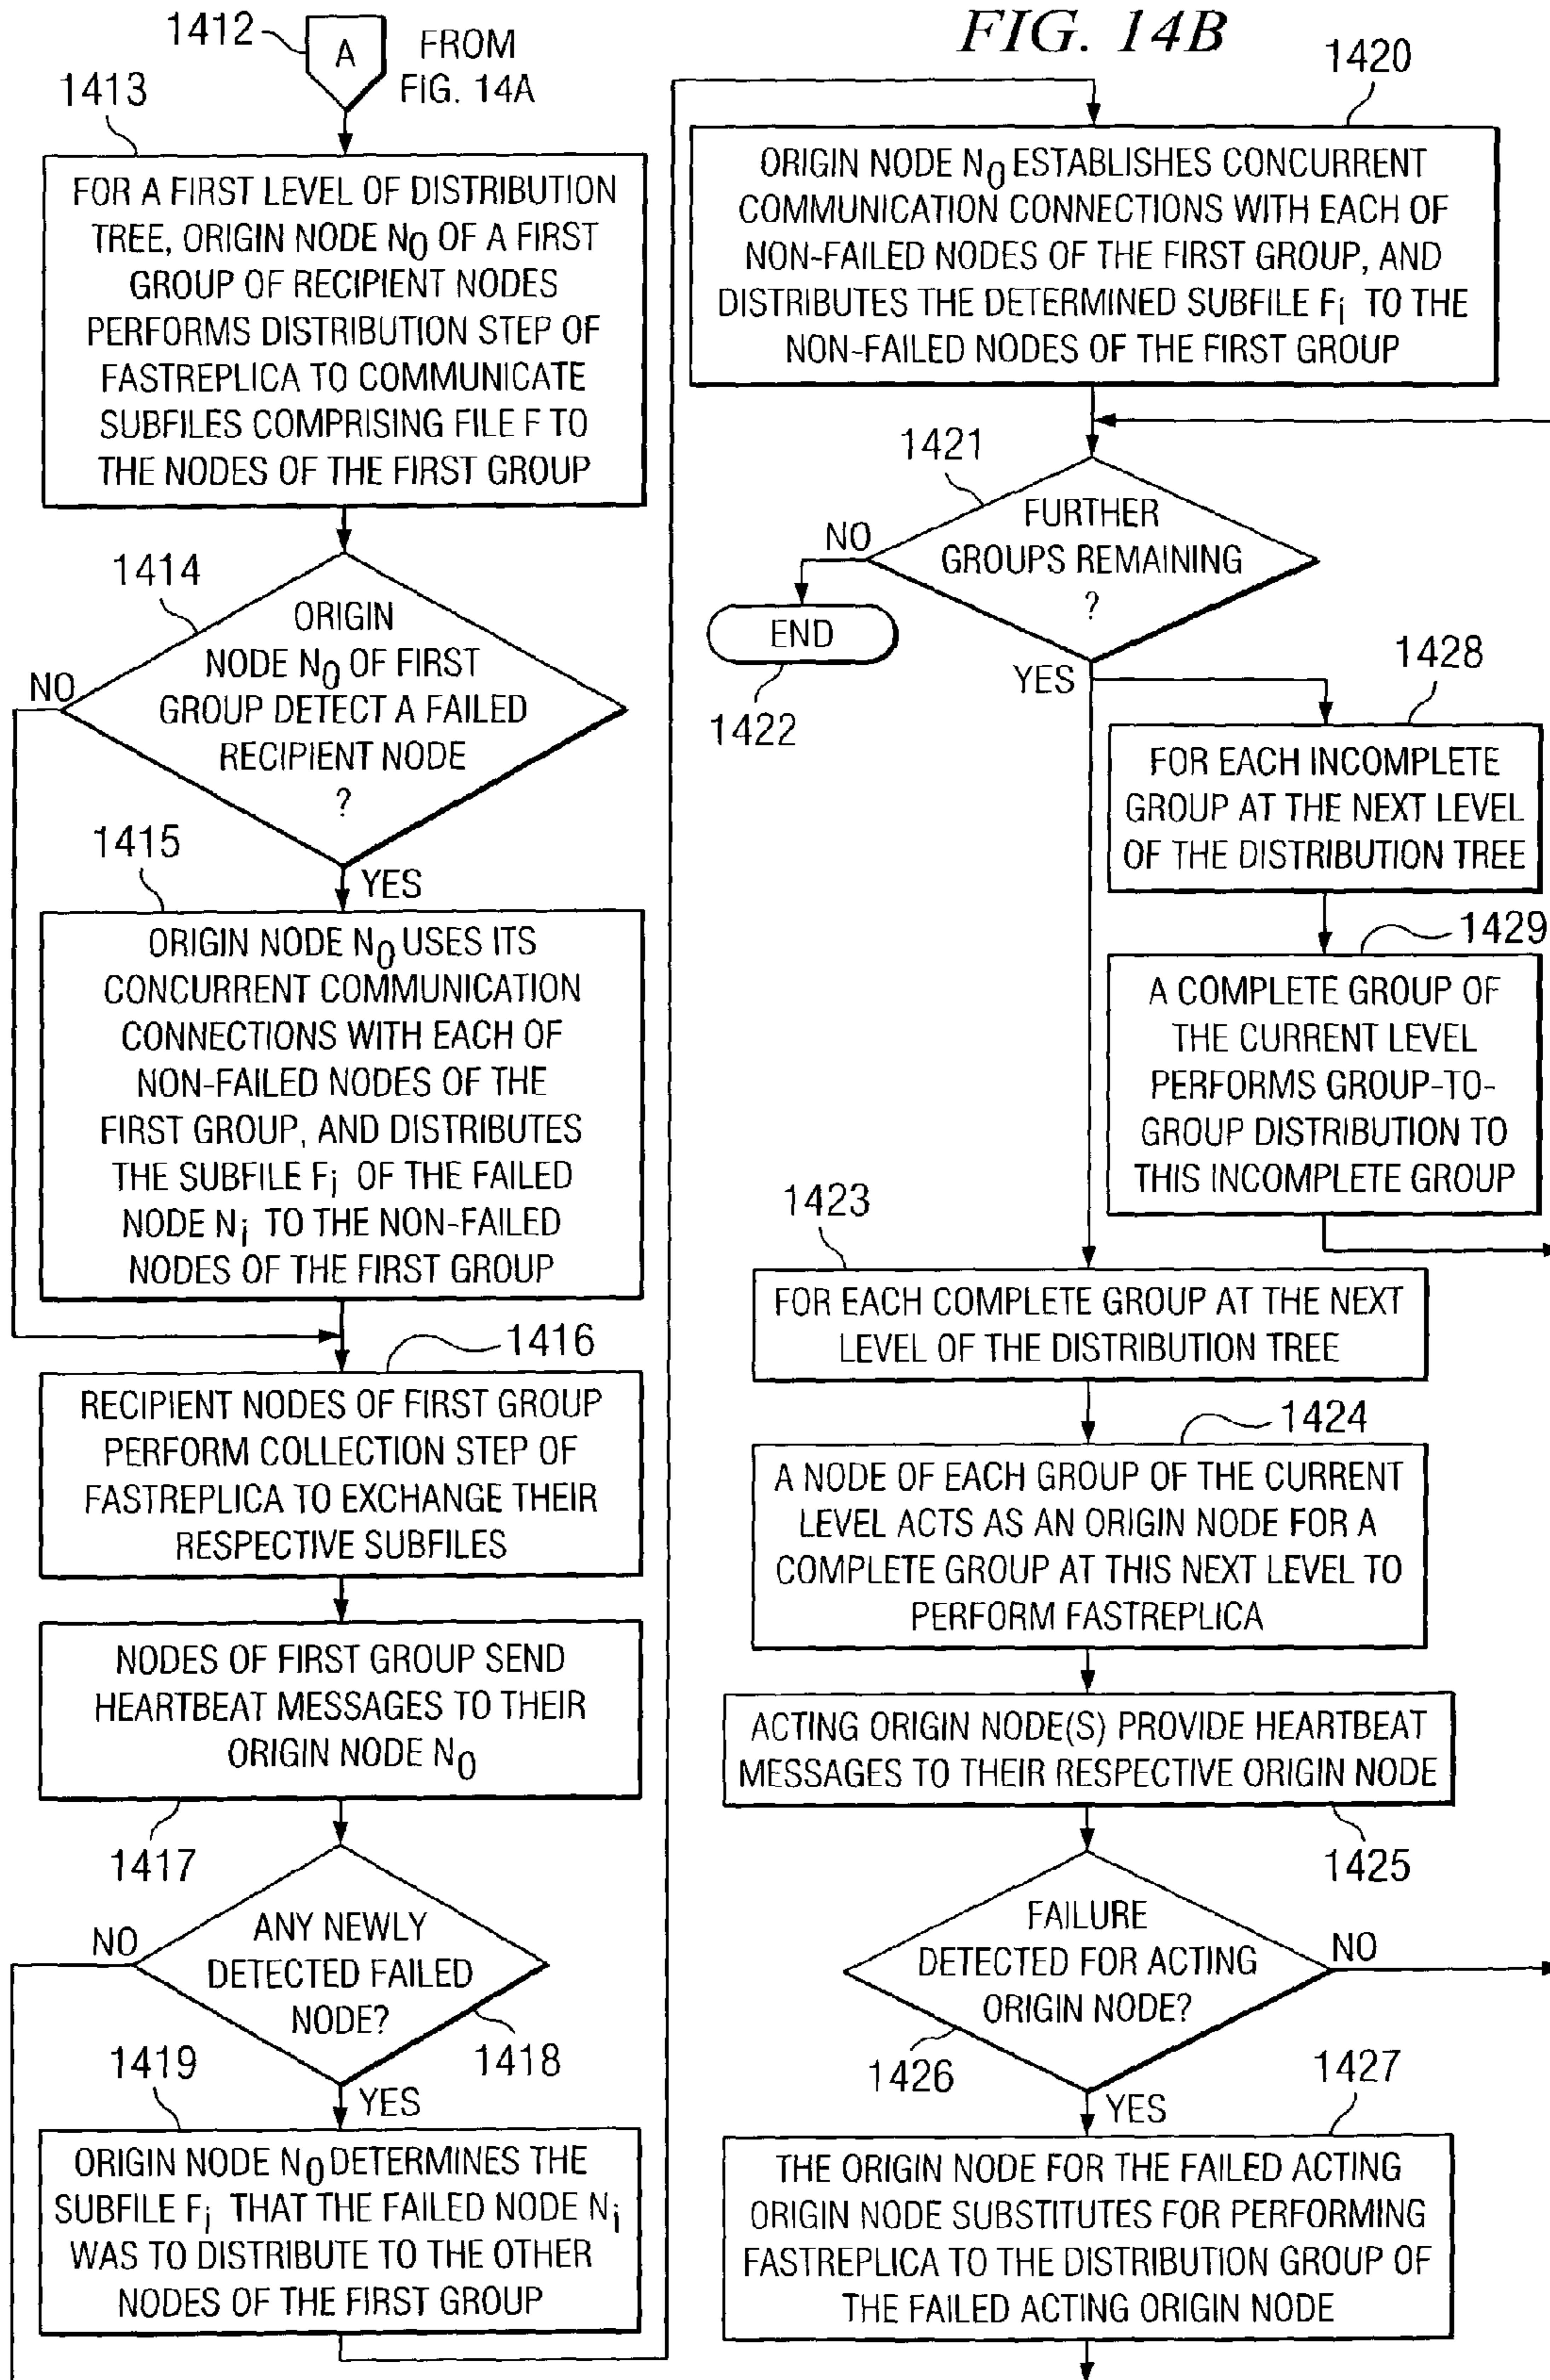 FIG. 14B
1412
A
FROM
FIG. 14A
1413
FOR A FIRST LEVEL OF DISTRIBUTION
TREE, ORIGIN NODE N0 OF A FIRST
GROUP OF RECIPIENT NODES
PERFORMS DISTRIBUTION STEP OF
FASTREPLICA TO COMMUNICATE
SUBFILES COMPRISING FILE F TO
THE NODES OF THE FIRST GROUP
1414
ORIGIN
NODE N0 OF FIRST
GROUP DETECT A FAILED
RECIPIENT NODE
?
NO
YES
1415
ORIGIN NODE N0 USES ITS
CONCURRENT COMMUNICATION
CONNECTIONS WITH EACH OF
NON-FAILED NODES OF THE
FIRST GROUP, AND DISTRIBUTES
THE SUBFILE Fi OF THE FAILED
NODE Ni TO THE NON-FAILED
NODES OF THE FIRST GROUP
1416
RECIPIENT NODES OF FIRST GROUP
PERFORM COLLECTION STEP OF
FASTREPLICA TO EXCHANGE THEIR
RESPECTIVE SUBFILES
NODES OF FIRST GROUP SEND
HEARTBEAT MESSAGES TO THEIR
ORIGIN NODE N0
1417
ANY NEWLY
DETECTED FAILED
NODE?
NO
1418
YES
1419
ORIGIN NODE N0 DETERMINES THE
SUBFILE Fi THAT THE FAILED NODE Ni
WAS TO DISTRIBUTE TO THE OTHER
NODES OF THE FIRST GROUP
1420
ORIGIN NODE N0 ESTABLISHES CONCURRENT
COMMUNICATION CONNECTIONS WITH EACH OF
NON-FAILED NODES OF THE FIRST GROUP, AND
DISTRIBUTES THE DETERMINED SUBFILE Fi TO THE
NON-FAILED NODES OF THE FIRST GROUP
1421
FURTHER
GROUPS REMAINING
?
NO
END
1422
YES
1428
FOR EACH INCOMPLETE
GROUP AT THE NEXT LEVEL
OF THE DISTRIBUTION TREE
1429
A COMPLETE GROUP OF
THE CURRENT LEVEL
PERFORMS GROUP-TO-
GROUP DISTRIBUTION TO
THIS INCOMPLETE GROUP
1423
FOR EACH COMPLETE GROUP AT THE NEXT
LEVEL OF THE DISTRIBUTION TREE
1424
A NODE OF EACH GROUP OF THE CURRENT
LEVEL ACTS AS AN ORIGIN NODE FOR A
COMPLETE GROUP AT THIS NEXT LEVEL TO
PERFORM FASTREPLICA
ACTING ORIGIN NODE(S) PROVIDE HEARTBEAT
MESSAGES TO THEIR RESPECTIVE ORIGIN NODE
1425
FAILURE
DETECTED FOR ACTING
ORIGIN NODE?
NO
1426
YES
1427
THE ORIGIN NODE FOR THE FAILED ACTING
ORIGIN NODE SUBSTITUTES FOR PERFORMING
FASTREPLICA TO THE DISTRIBUTION GROUP OF
THE FAILED ACTING ORIGIN NODE